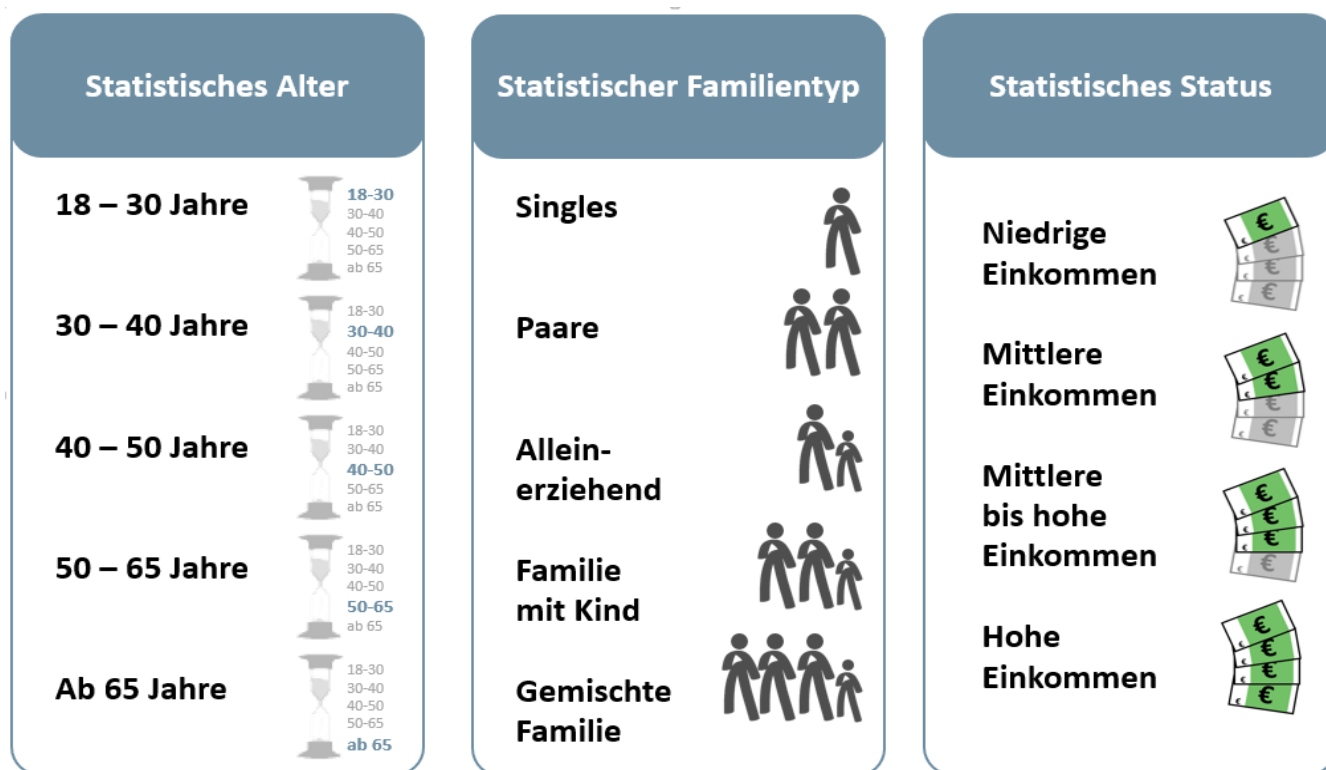 Statistisches Alter
18 – 30 Jahre
18-30
30-40
40-50
50-65
ab 65
30 – 40 Jahre
18-30
30-40
40-50
50-65
ab 65
40 – 50 Jahre
18-30
30-40
40-50
50-65
ab 65
50 – 65 Jahre
18-30
30-40
40-50
50-65
ab 65
Ab 65 Jahre
18-30
30-40
40-50
50-65
ab 65
Statistischer Familientyp
Singles
Paare
Allein-
erziehend
Familie
mit Kind
Gemischte
Familie
Statistisches Status
Niedrige
Einkommen
€
€
€
€
Mittlere
Einkommen
€
€
€
€
Mittlere
bis hohe
Einkommen
€
€
€
€
Hohe
Einkommen
€
€
€
€